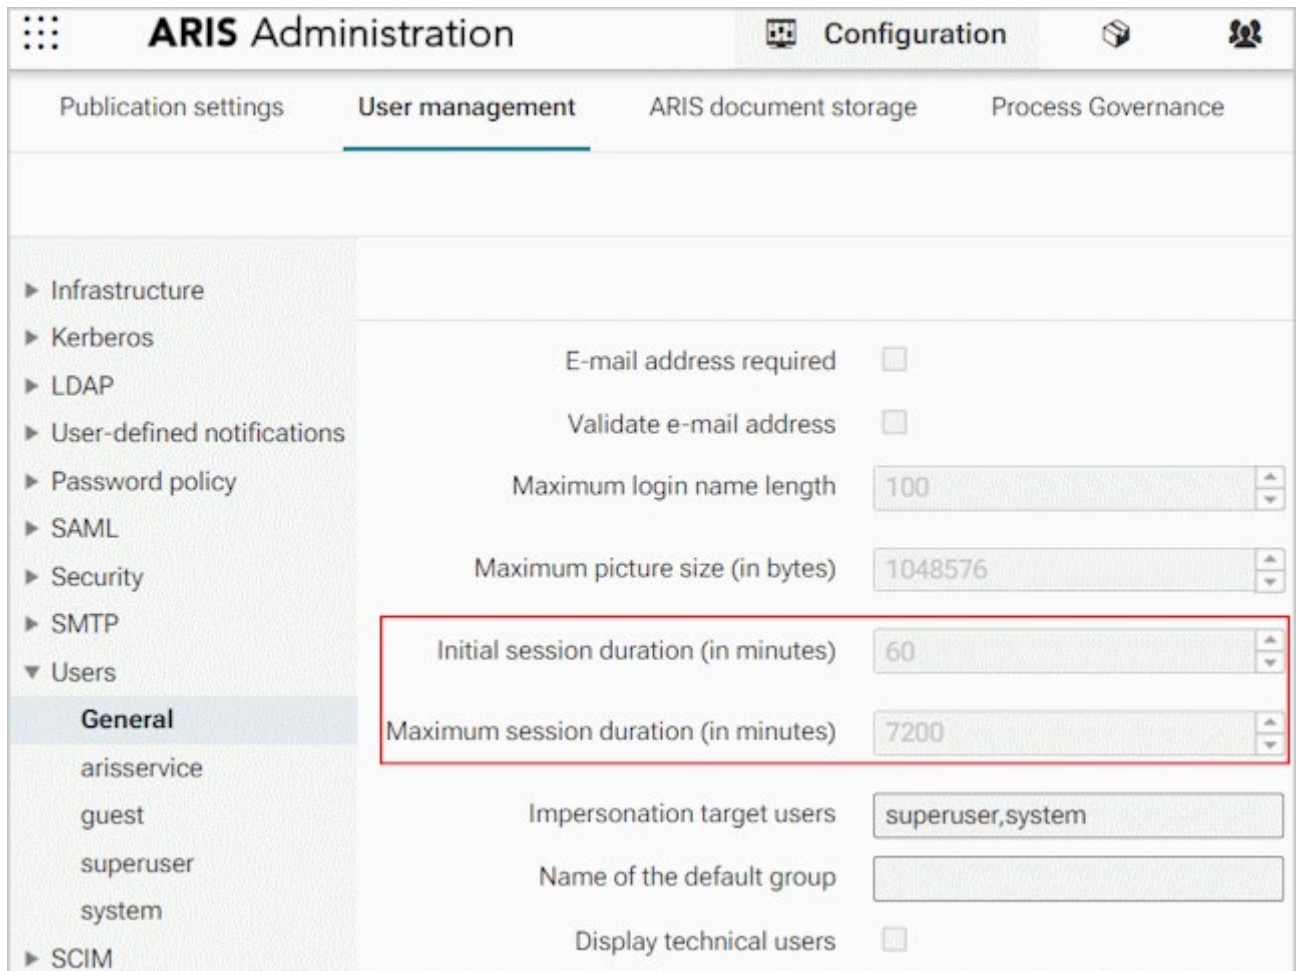 ARIS Administration
Configuration
Publication settings
User management
ARIS document storage
Process Governance
Infrastructure
Kerberos
LDAP
User-defined notifications
Password policy
SAML
Security
SMTP
Users
General
arisservice
guest
superuser
system
SCIM
E-mail address required
Validate e-mail address
Maximum login name length 100
Maximum picture size (in bytes) 1048576
Initial session duration (in minutes) 60
Maximum session duration (in minutes) 7200
Impersonation target users superuser,system
Name of the default group
Display technical users